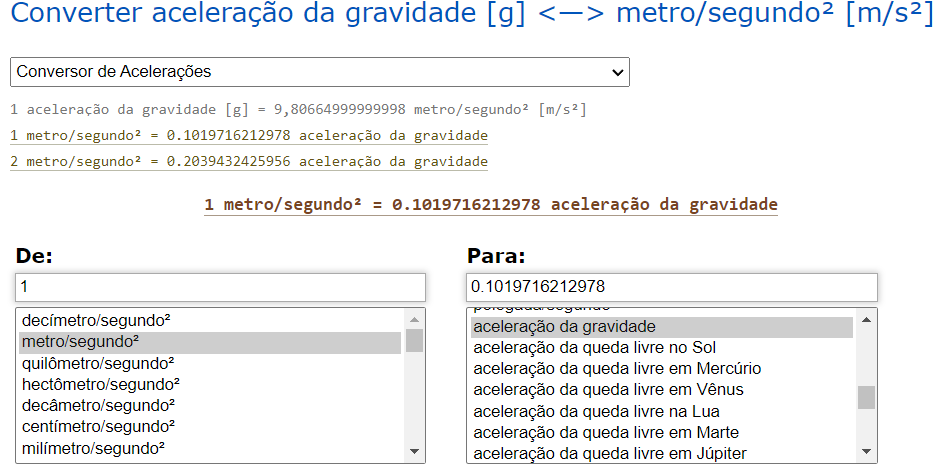 Converter aceleração da gravidade [g] <—> metro/segundo² [m/s²]
Conversor de Acelerações
1 aceleração da gravidade [g] = 9,80664999999998 metro/segundo² [m/s²]
1 metro/segundo² = 0.1019716212978 aceleração da gravidade
2 metro/segundo² = 0.2039432425956 aceleração da gravidade
1 metro/segundo² = 0.1019716212978 aceleração da gravidade
De:
1
decímetro/segundo²
metro/segundo²
quilômetro/segundo²
hectômetro/segundo²
decâmetro/segundo²
centímetro/segundo²
milímetro/segundo²
Para:
0.1019716212978
polegada/segundo²
aceleração da gravidade
aceleração da queda livre no Sol
aceleração da queda livre em Mercúrio
aceleração da queda livre em Vênus
aceleração da queda livre na Lua
aceleração da queda livre em Marte
aceleração da queda livre em Júpiter